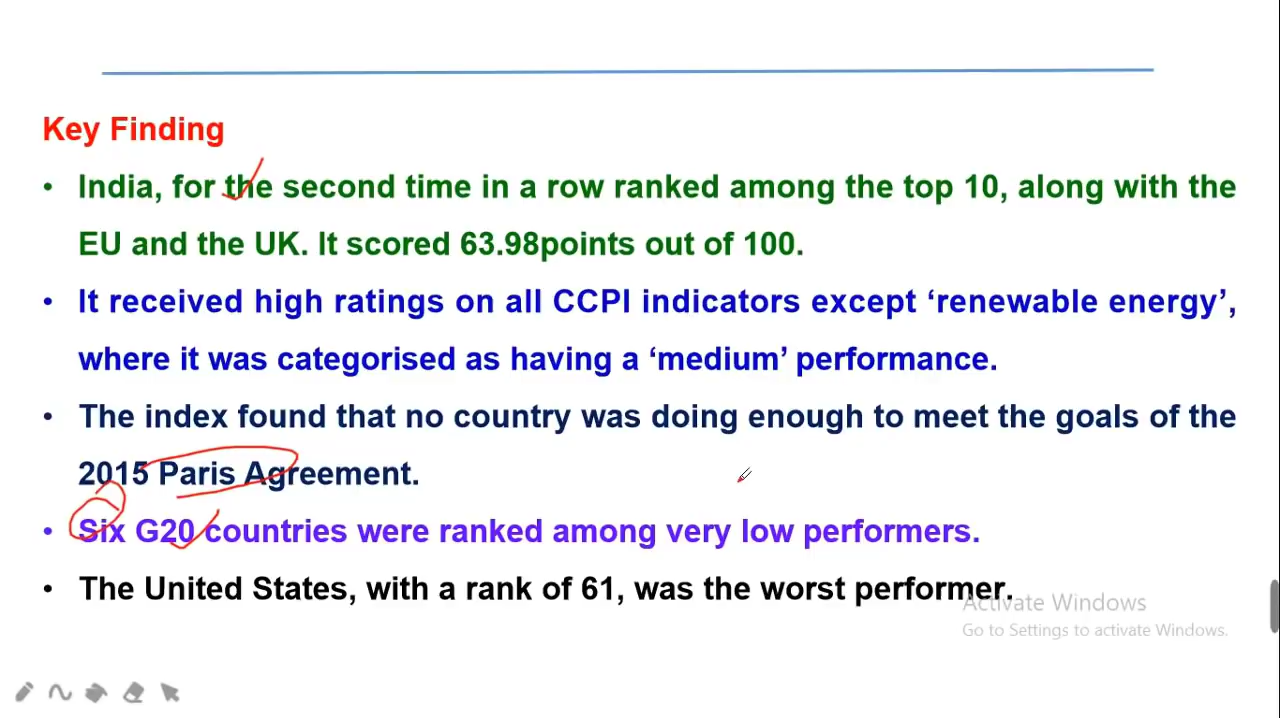 Key Finding
• India, for the second time in a row ranked among the top 10, along with the
EU and the UK. It scored 63.98points out of 100.
• It received high ratings on all CCPI indicators except ‘renewable energy’,
where it was categorised as having a ‘medium’ performance.
• The index found that no country was doing enough to meet the goals of the
2015 Paris Agreement.
• Six G20 countries were ranked among very low performers.
• The United States, with a rank of 61, was the worst performer.
Activate Windows
Go to Settings to activate Windows.